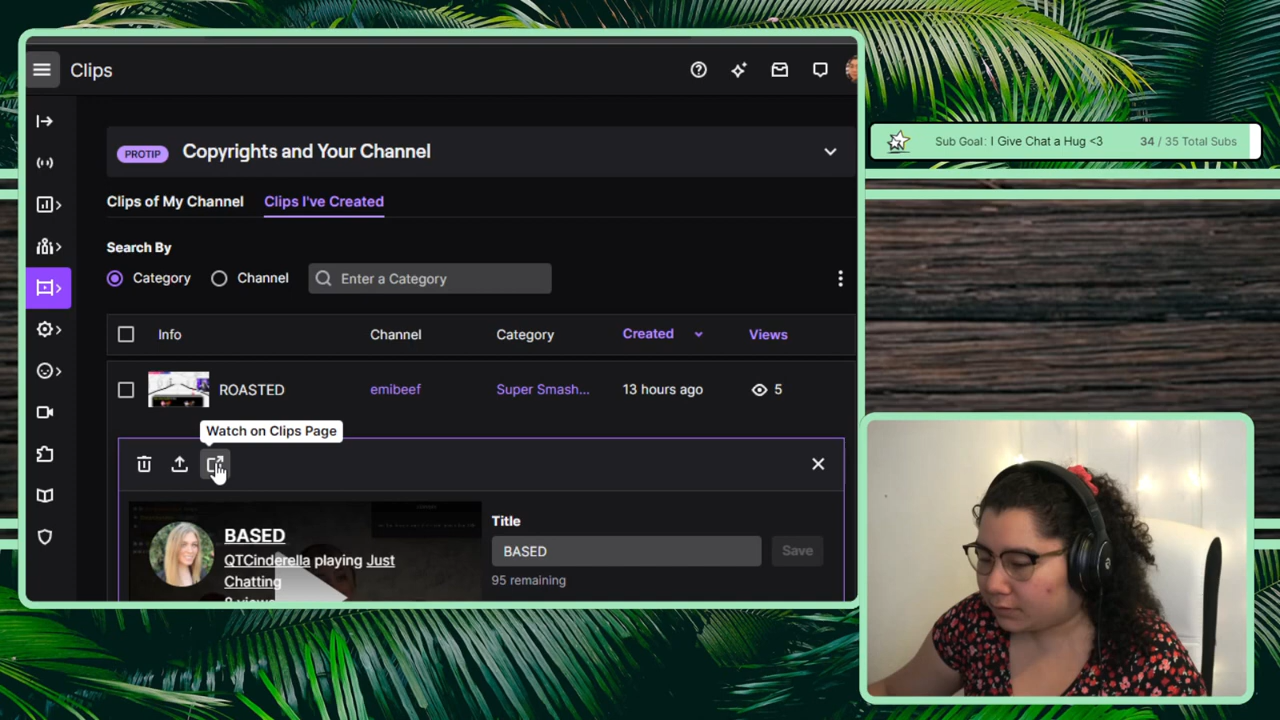 Clips
PROTIP Copyrights and Your Channel
Clips of My Channel Clips I've Created
Search By
Category Channel Enter a Category
Info Channel Category Created Views
ROASTED emibeef Super Smash... 13 hours ago 5
Watch on Clips Page
BASED
QTCinderella playing Just
Chatting
Title
BASED Save
95 remaining
Sub Goal: I Give Chat a Hug <3 34 / 35 Total Subs